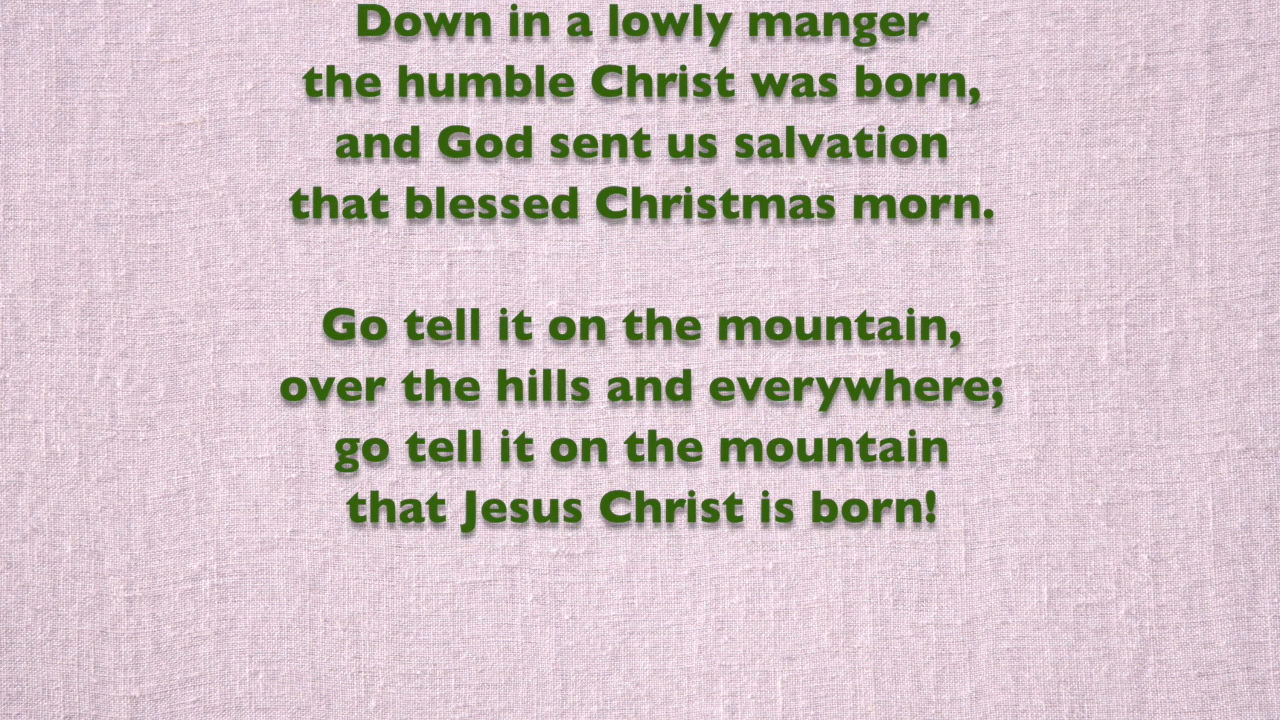 Down in a lowly manger
the humble Christ was born,
and God sent us salvation
that blessed Christmas morn.
Go tell it on the mountain,
over the hills and everywhere;
go tell it on the mountain
that Jesus Christ is born!